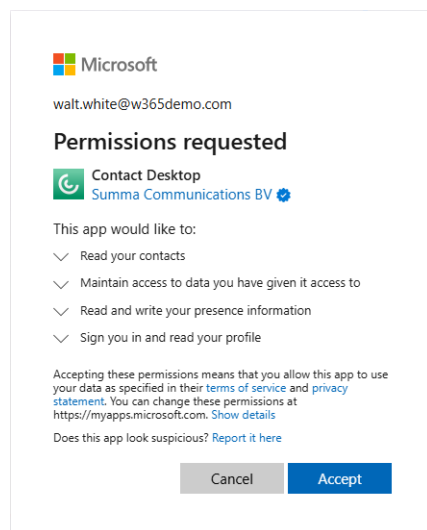 Microsoft
walt.white@w365demo.com
Permissions requested
Contact Desktop
Summa Communications BV
This app would like to:
Read your contacts
Maintain access to data you have given it access to
Read and write your presence information
Sign you in and read your profile
Accepting these permissions means that you allow this app to use
your data as specified in their terms of service and privacy
statement. You can change these permissions at
https://myapps.microsoft.com. Show details
Does this app look suspicious? Report it here
Cancel Accept